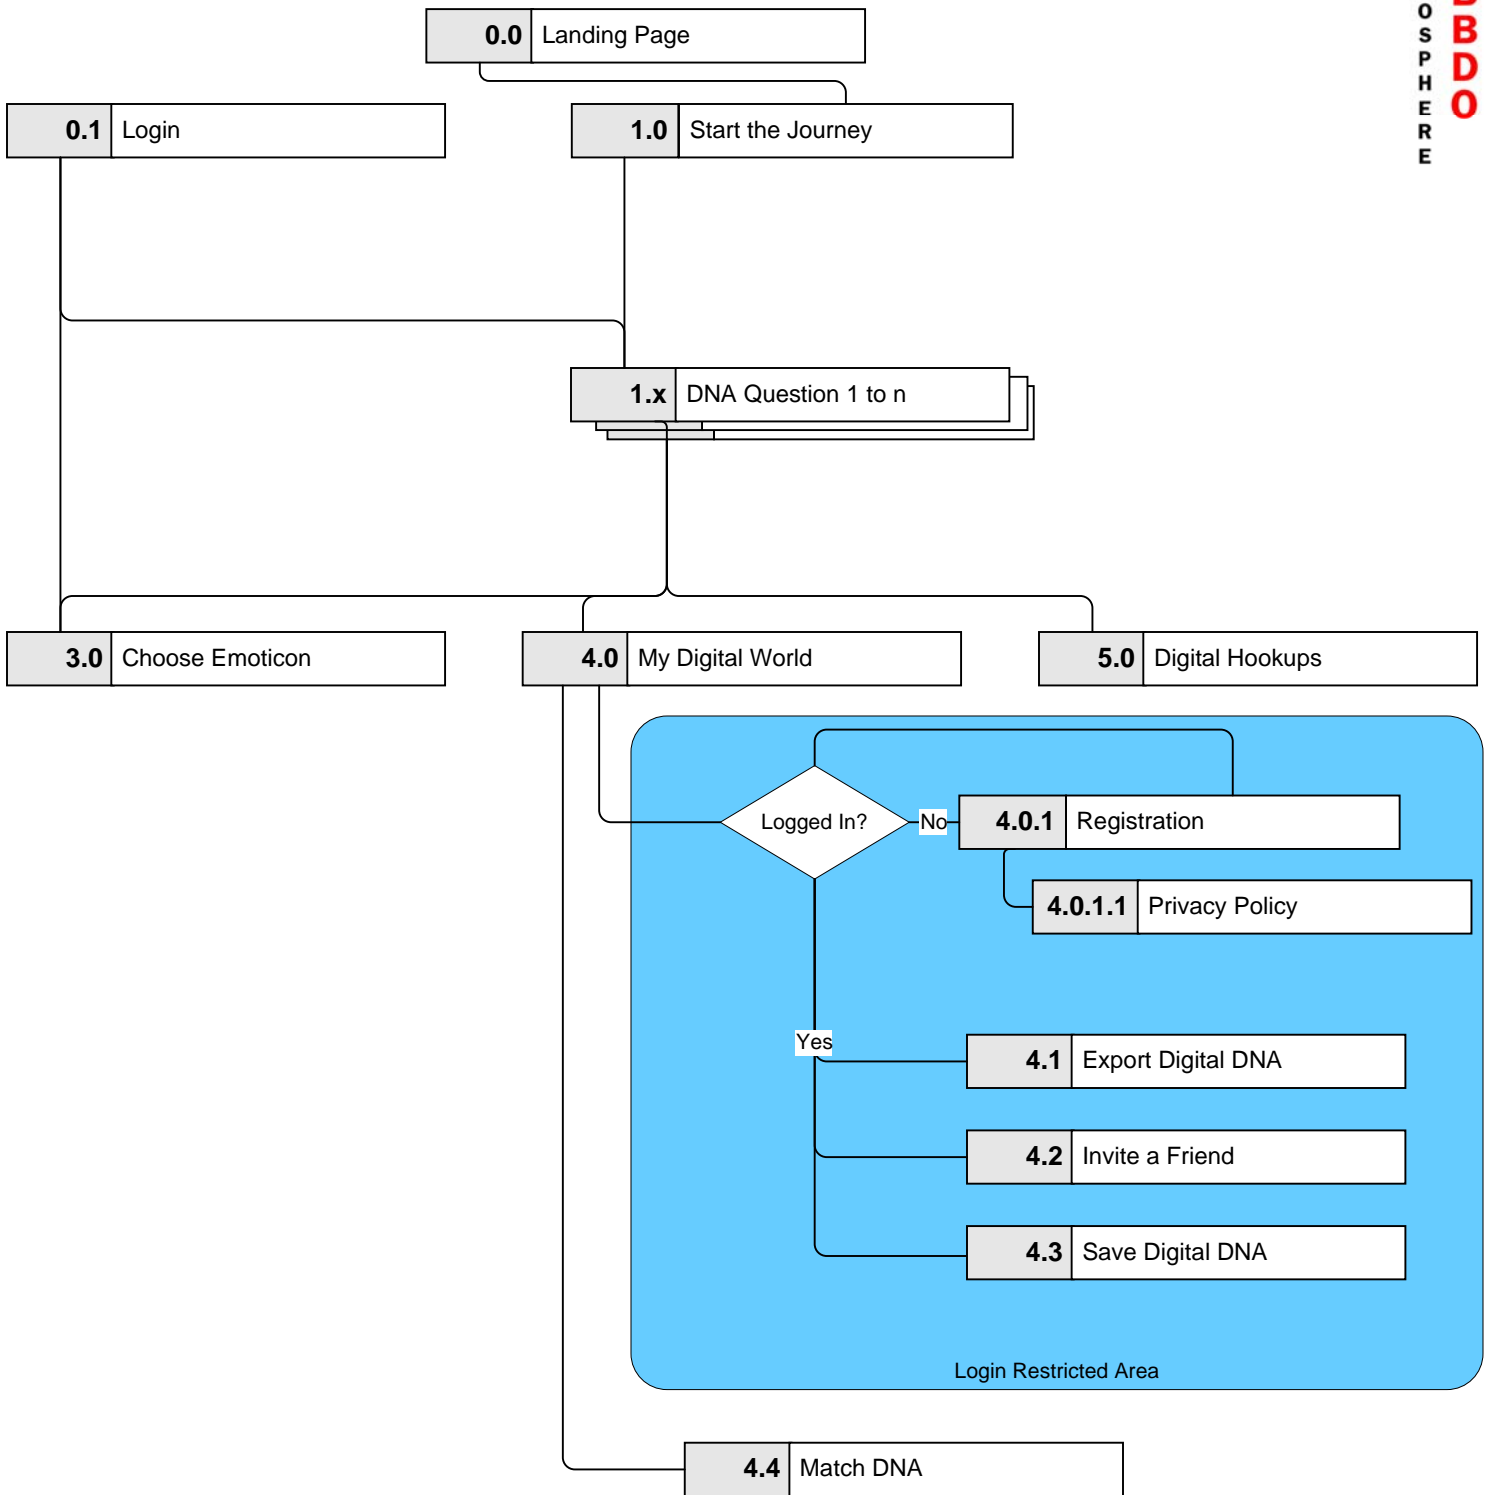 0.0 Landing Page
OSPHERE
BBDO
0.1 Login
1.0 Start the Journey
1.x DNA Question 1 to n
3.0 Choose Emoticon
4.0 My Digital World
5.0 Digital Hookups
Logged In?
No
4.0.1 Registration
4.0.1.1 Privacy Policy
Yes
4.1 Export Digital DNA
4.2 Invite a Friend
4.3 Save Digital DNA
Login Restricted Area
4.4 Match DNA